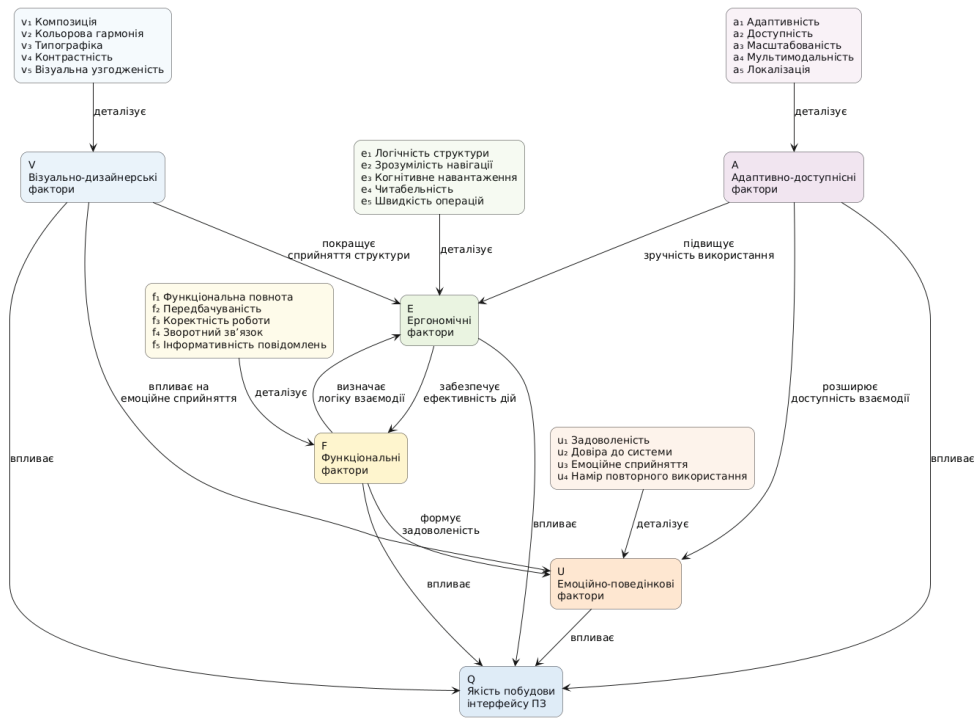 v₁ Композиція
v₂ Кольорова гармонія
v₃ Типографіка
v₄ Контрастність
v₅ Візуальна узгодженість
a₁ Адаптивність
a₂ Доступність
a₃ Масштабованість
a₄ Мультимодальність
a₅ Локалізація
деталізує
деталізує
V
Візуально-дизайнерські
фактори
e₁ Логічність структури
e₂ Зрозумілість навігації
e₃ Когнітивне навантаження
e₄ Читабельність
e₅ Швидкість операцій
A
Адаптивно-доступнісні
фактори
покращує
сприйняття структури
деталізує
підвищує
зручність використання
f₁ Функціональна повнота
f₂ Передбачуваність
f₃ Коректність роботи
f₄ Зворотний зв’язок
f₅ Інформативність повідомлень
E
Ергономічні
фактори
впливає на
емоційне сприйняття
деталізує
визначає
логіку взаємодії
забезпечує
ефективність дій
розширює
доступність взаємодії
впливає
F
Функціональні
фактори
u₁ Задоволеність
u₂ Довіра до системи
u₃ Емоційне сприйняття
u₄ Намір повторного використання
впливає
формує
задоволеність
впливає
деталізує
U
Емоційно-поведінкові
фактори
впливає
впливає
Q
Якість побудови
інтерфейсу ПЗ